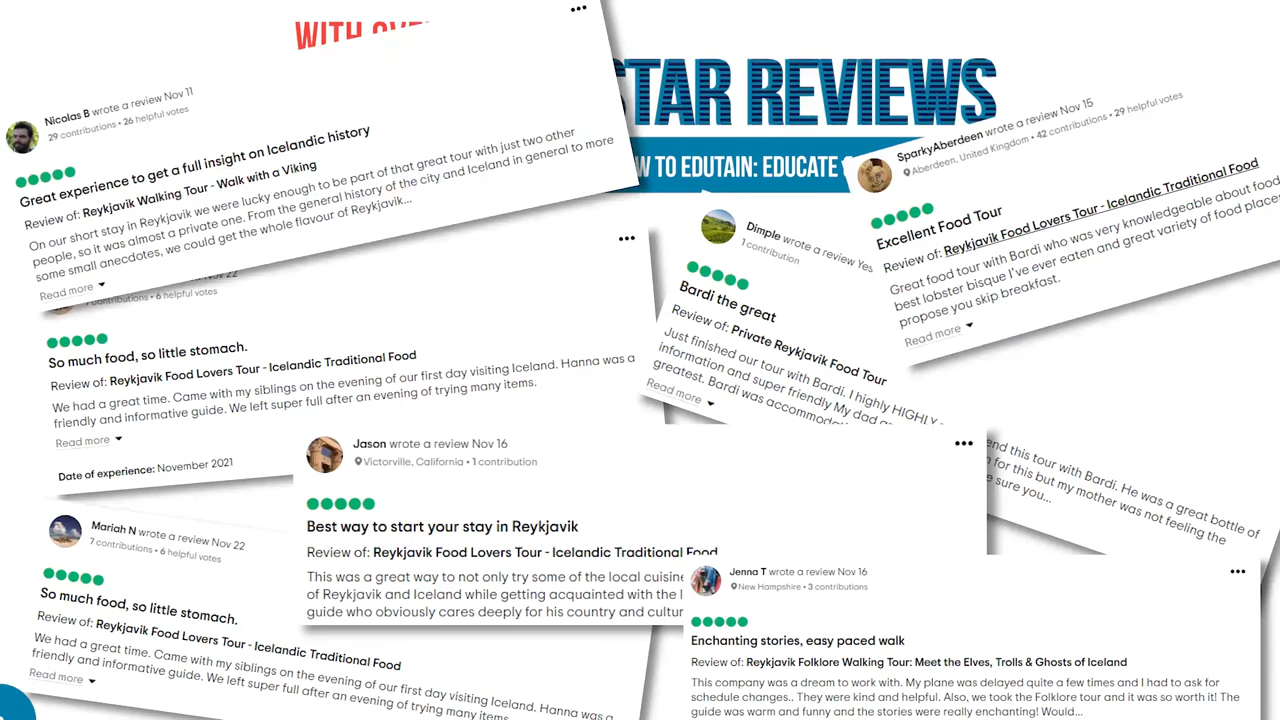 WITH
STAR REVIEWS
TO EDUTAIN: EDUCATE
Nicolas B wrote a review Nov 11
29 contributions • 26 helpful votes
Great experience to get a full insight on Icelandic history
Review of: Reykjavik Walking Tour - Walk with a Viking
On our short stay in Reykjavik we were lucky enough to be part of that great tour with just two other
people, so it was almost a private one. From the general history of the city and Iceland in general to more
some small anecdotes, we could get the whole flavour of Reykjavik...
Read more
SparkyAberdeen wrote a review Nov 15
Aberdeen, United Kingdom • 42 contributions • 29 helpful votes
Excellent Food Tour
Review of: Reykjavik Food Lovers Tour - Icelandic Traditional Food
Great food tour with Bardi who was very knowledgeable about food
best lobster bisque I've ever eaten and great variety of food
propose you skip breakfast.
Read more
Dimple wrote a review
1 contribution
Bardi the great
Review of: Private Reykjavik Food Tour
Just finished our tour with Bardi. I highly HIGHLY
information and super friendly My dad
greatest. Bardi was
Read more
end this tour with Bardi. He was a great bottle of
for this but my mother was not feeling the
sure you...
Nov 22
contributions • 6 helpful votes
So much food, so little stomach.
Review of: Reykjavik Food Lovers Tour - Icelandic Traditional Food
We had a great time. Came with my siblings on the evening of our first day visiting Iceland. Hanna was a
friendly and informative guide. We left super full after an evening of trying many items.
Read more
Date of experience: November 2021
Jason wrote a review Nov 16
Victorville, California • 1 contribution
Best way to start your stay in Reykjavik
Review of: Reykjavik Food Lovers Tour - Icelandic Traditional Food
This was a great way to not only try some of the local cuisine
of Reykjavik and Iceland while getting acquainted with the
guide who obviously cares deeply for his country and
Mariah N wrote a review Nov 22
7 contributions • 6 helpful votes
So much food, so little stomach.
Review of: Reykjavik Food Lovers Tour - Icelandic Traditional Food
We had a great time. Came with my siblings on the evening of our first day visiting Iceland. Hanna was a
friendly and informative guide. We left super full after an evening of trying many items.
Read more
Jenna T wrote a review Nov 16
New Hampshire • 3 contributions
Enchanting stories, easy paced walk
Review of: Reykjavik Folklore Walking Tour: Meet the Elves, Trolls & Ghosts of Iceland
This company was a dream to work with. My plane was delayed quite a few times and I had to ask for
schedule changes.. They were kind and helpful. Also, we took the Folklore tour and it was so worth it! The
guide was warm and funny and the stories were really enchanting! Would...